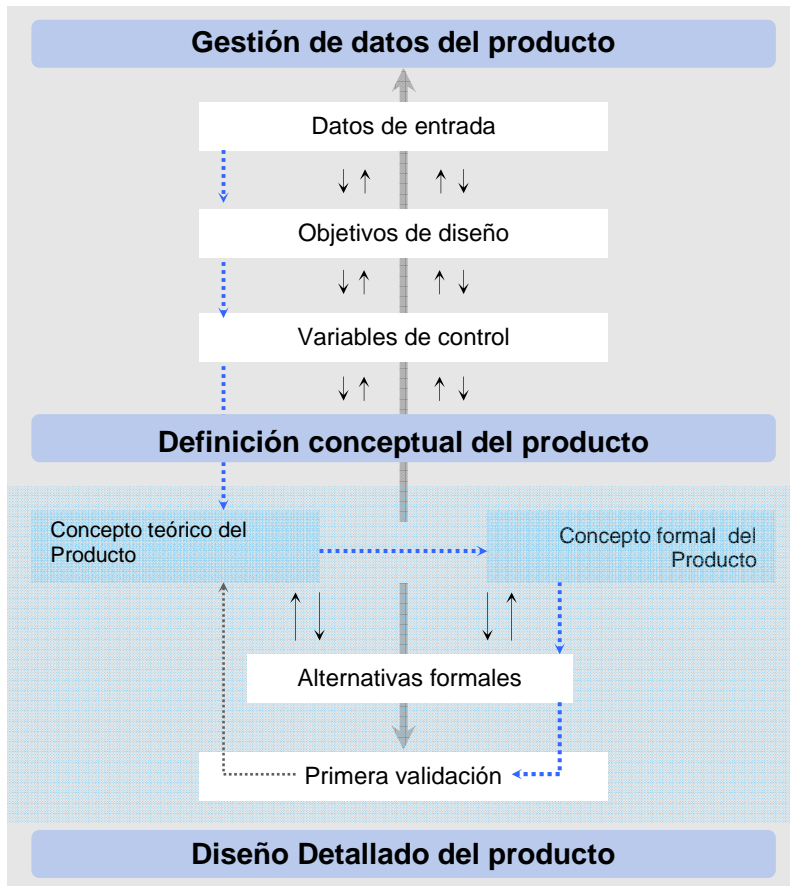 Gestión de datos del producto
Datos de entrada
Objetivos de diseño
Variables de control
Definición conceptual del producto
Concepto teórico del
Producto
Concepto formal del
Producto
Alternativas formales
Primera validación
Diseño Detallado del producto